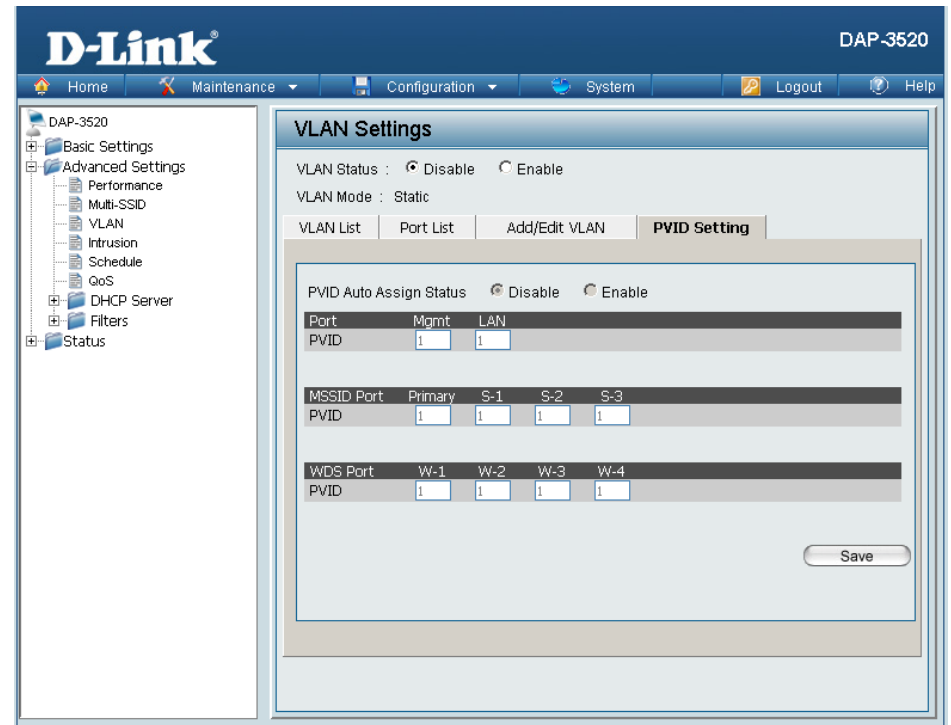 D-Link®
DAP-3520
Home Maintenance Configuration System Logout Help
DAP-3520
Basic Settings
Advanced Settings
Performance
Multi-SSID
VLAN
Intrusion
Schedule
QoS
DHCP Server
Filters
Status
VLAN Settings
VLAN Status : Disable Enable
VLAN Mode : Static
VLAN List Port List Add/Edit VLAN PVID Setting
PVID Auto Assign Status Disable Enable
Port Mgmt LAN
PVID 1 1
MSSID Port Primary S-1 S-2 S-3
PVID 1 1 1 1
WDS Port W-1 W-2 W-3 W-4
PVID 1 1 1 1
Save